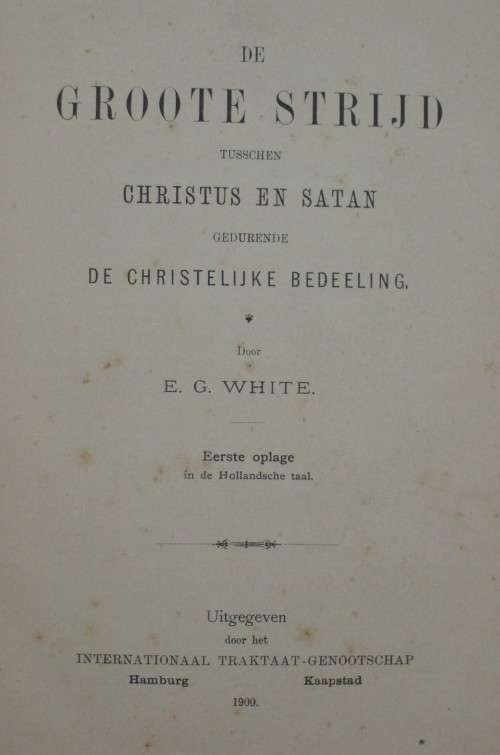 DE
GROOTE STRIJD
TUSSCHEN
CHRISTUS EN SATAN
GEDURENDE
DE CHRISTELIJKE BEDEELING.
Door
E. G. WHITE.
Eerste oplage
in de Hollandsche taal.
Uitgegeven
door het
INTERNATIONAAL TRAKTAAT-GENOOTSCHAP
Hamburg Kaapstad
1900.